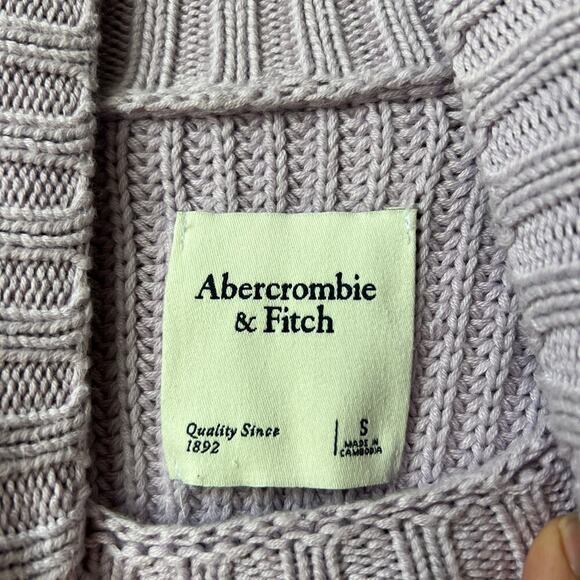 Abercrombie
& Fitch
Quality Since
1892
S
MADE IN
CAMBODIA